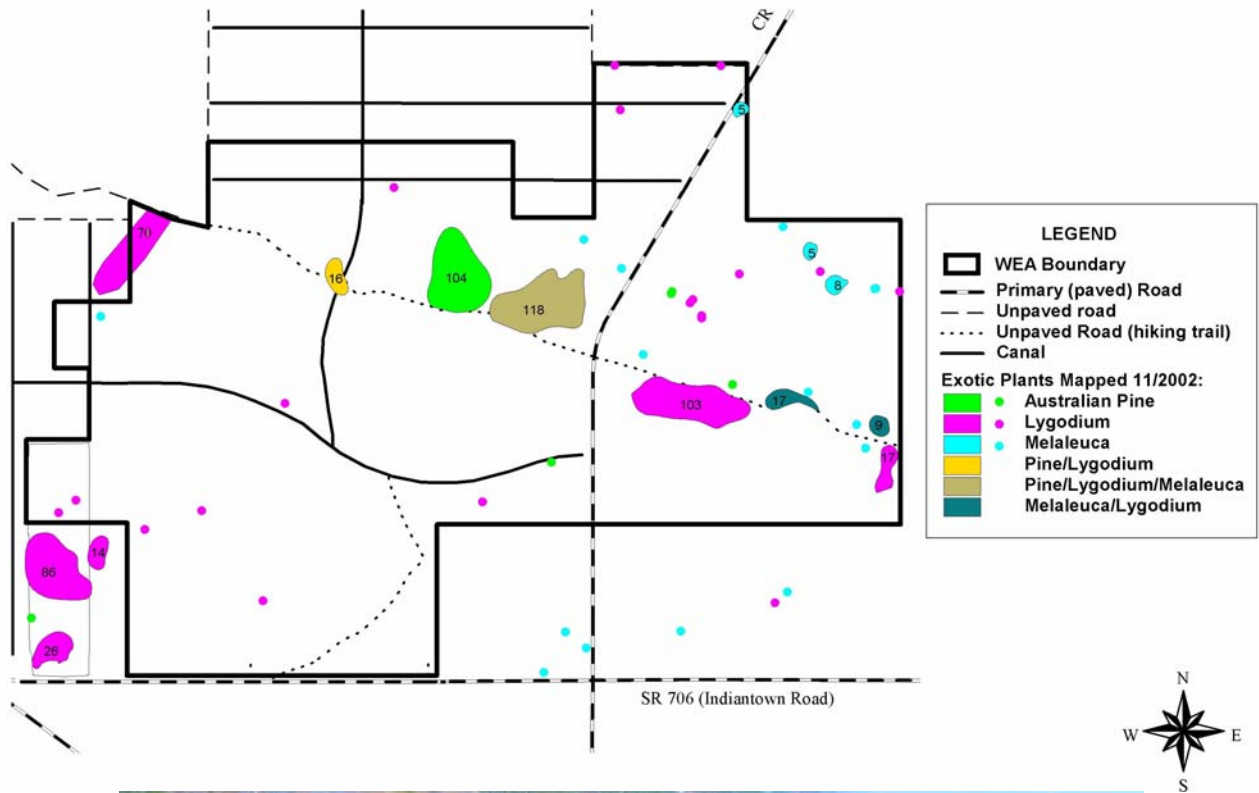 CR
5
70
16
104
118
5
8
103
17
9
17
86
14
26
SR 706 (Indiantown Road)
LEGEND
WEA Boundary
Primary (paved) Road
Unpaved road
Unpaved Road (hiking trail)
Canal
Exotic Plants Mapped 11/2002:
Australian Pine
Lygodium
Melaleuca
Pine/Lygodium
Pine/Lygodium/Melaleuca
Melaleuca/Lygodium
N
W E
S